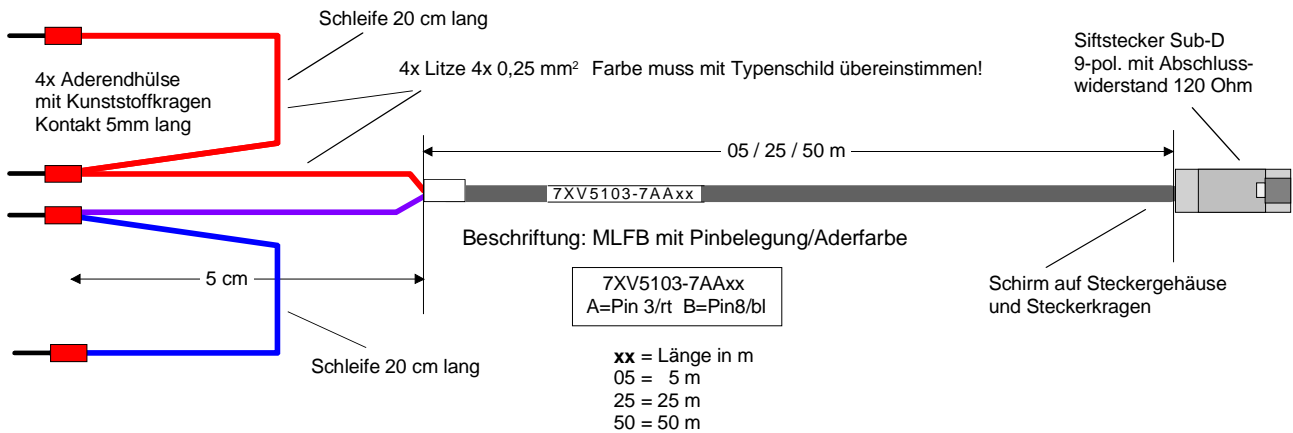 Schleife 20 cm lang
Siftstecker Sub-D
9-pol. mit Abschluss-
widerstand 120 Ohm
4x Aderendhülse
mit Kunststoffkragen
Kontakt 5mm lang
4x Litze 4x 0,25 mm² Farbe muss mit Typenschild übereinstimmen!
05 / 25 / 50 m
7XV5103-7AAxx
Beschriftung: MLFB mit Pinbelegung/Aderfarbe
5 cm
7XV5103-7AAxx
A=Pin 3/rt B=Pin8/bl
Schirm auf Steckergehäuse
und Steckerkragen
Schleife 20 cm lang
xx = Länge in m
05 = 5 m
25 = 25 m
50 = 50 m